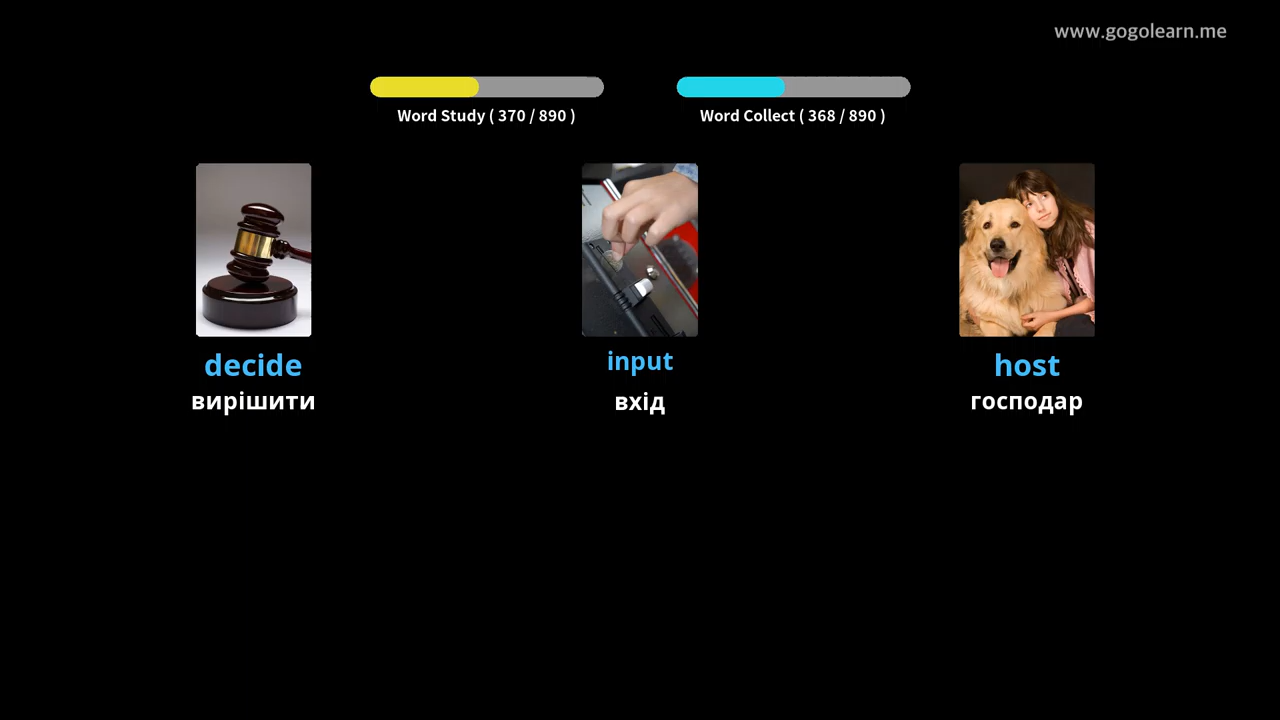 www.gogolearn.me
Word Study ( 370 / 890 )
Word Collect ( 368 / 890 )
decide
вирішити
input
вхід
host
господар